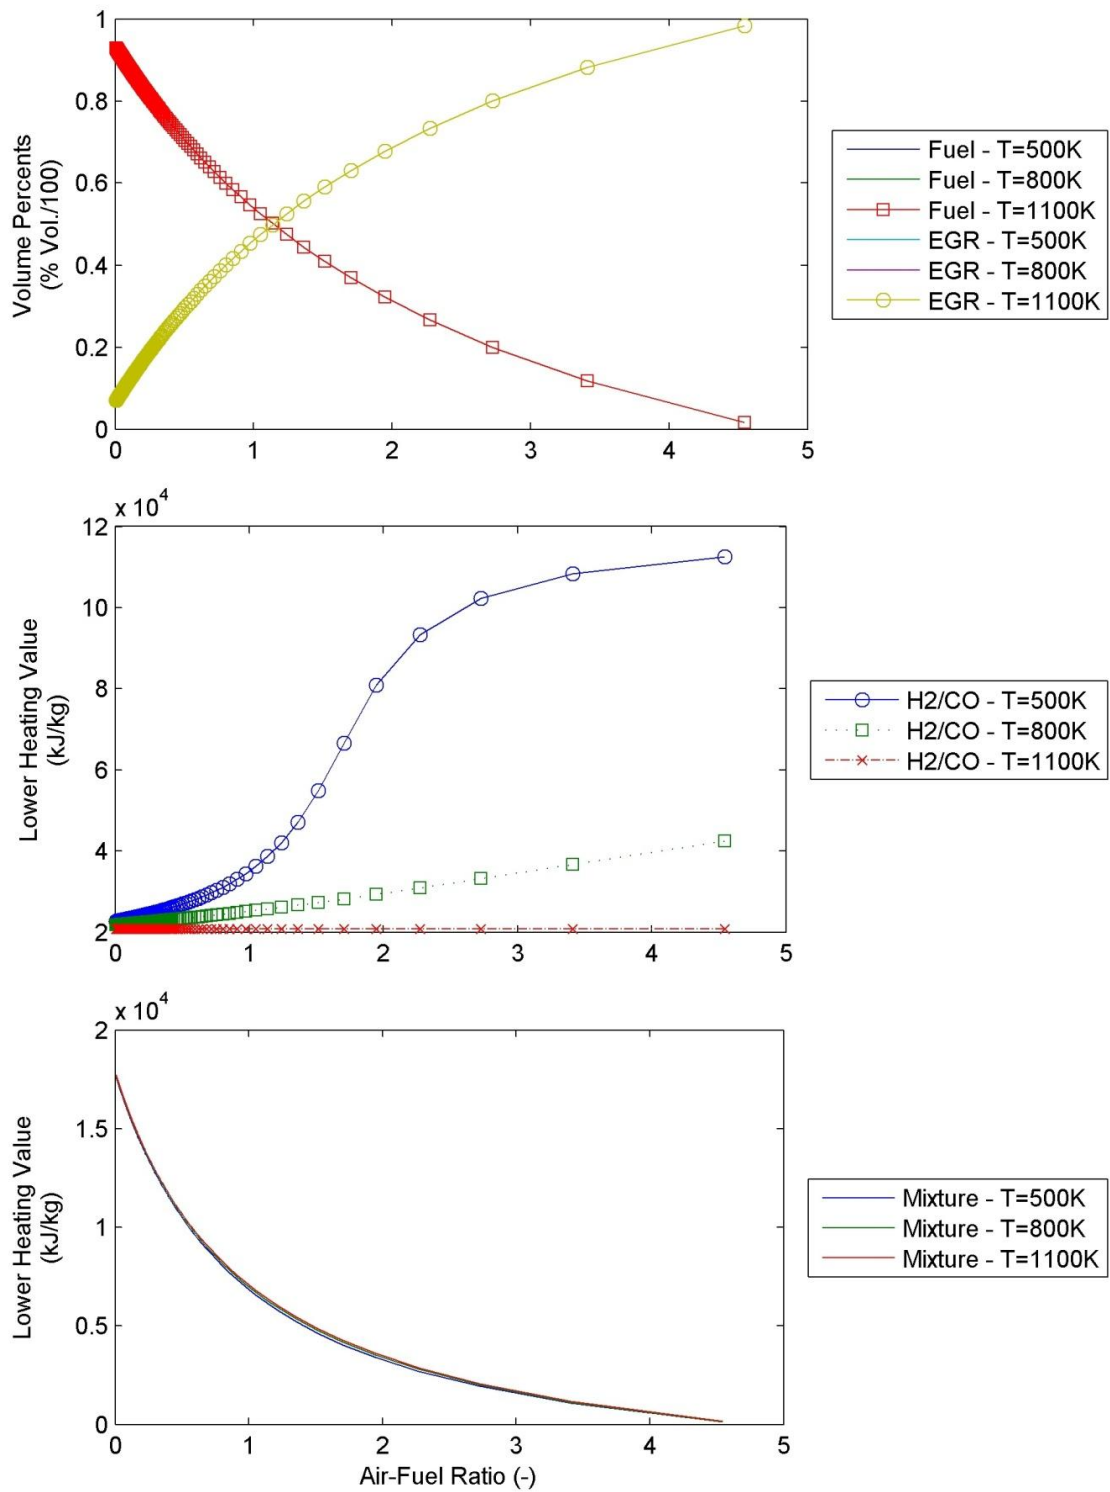 1
0.8
0.6
0.4
0.2
0
0 1 2 3 4 5
Volume Percents
(% Vol./100)
Fuel - T=500K
Fuel - T=800K
Fuel - T=1100K
EGR - T=500K
EGR - T=800K
EGR - T=1100K
x 10^4
12
10
8
6
4
2
0 1 2 3 4 5
Lower Heating Value
(kJ/kg)
H2/CO - T=500K
H2/CO - T=800K
H2/CO - T=1100K
x 10^4
2
1.5
1
0.5
0
0 1 2 3 4 5
Lower Heating Value
(kJ/kg)
Mixture - T=500K
Mixture - T=800K
Mixture - T=1100K
Air-Fuel Ratio (-)